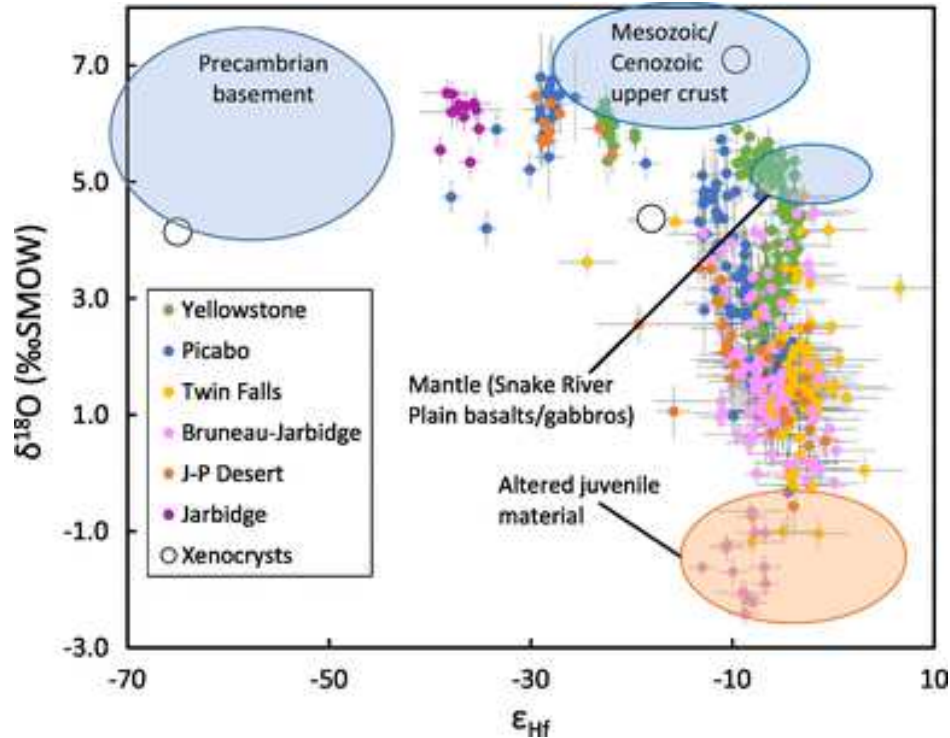 7.0
5.0
3.0
1.0
-1.0
-3.0
-70
-50
-30
-10
10
δ18O (‰SMOW)
εHf
Precambrian
basement
Mesozoic/
Cenozoic
upper crust
Yellowstone
Picabo
Twin Falls
Bruneau-Jarbidge
J-P Desert
Jarbidge
Xenocrysts
Mantle (Snake River
Plain basalts/gabbros)
Altered juvenile
material